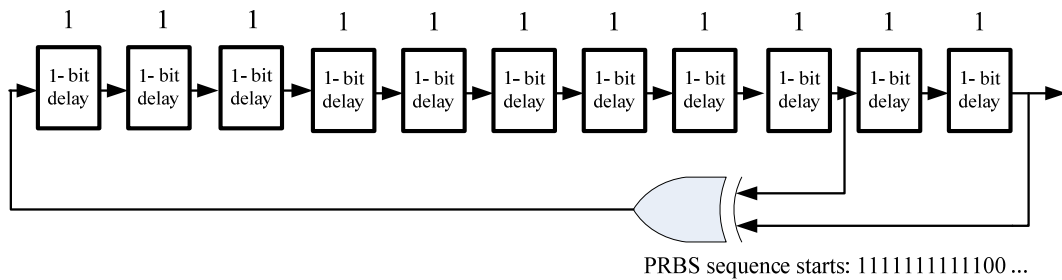 1 1 1 1 1 1 1 1 1 1 1
1- bit delay 1- bit delay 1- bit delay 1- bit delay 1- bit delay 1- bit delay 1- bit delay 1- bit delay 1- bit delay 1- bit delay 1- bit delay
PRBS sequence starts: 1111111111100 ...